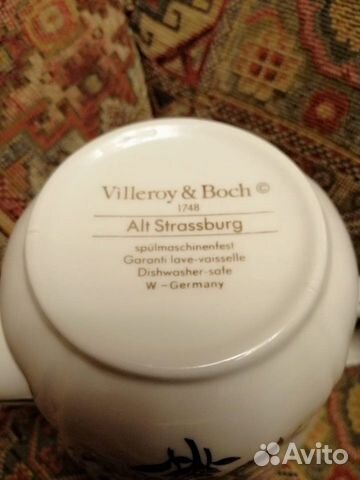 Villeroy & Boch ©
1748
Alt Strassburg
spülmaschinenfest
Garanti lave-vaisselle
Dishwasher-safe
W - Germany
Avito